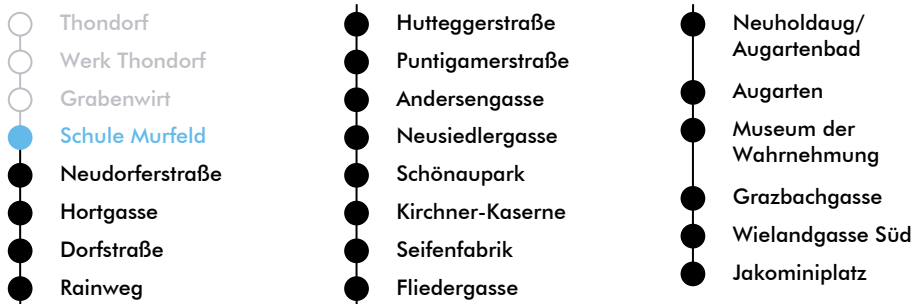 Thondorf
Werk Thondorf
Grabenwirt
Schule Murfeld
Neudorferstraße
Hortgasse
Dorfstraße
Rainweg
Hutteggerstraße
Puntigamerstraße
Andersengasse
Neusiedlergasse
Schönaupark
Kirchner-Kaserne
Seifenfabrik
Fliedergasse
Neuholdaug/
Augartenbad
Augarten
Museum der
Wahrnehmung
Grazbachgasse
Wielandgasse Süd
Jakominiplatz